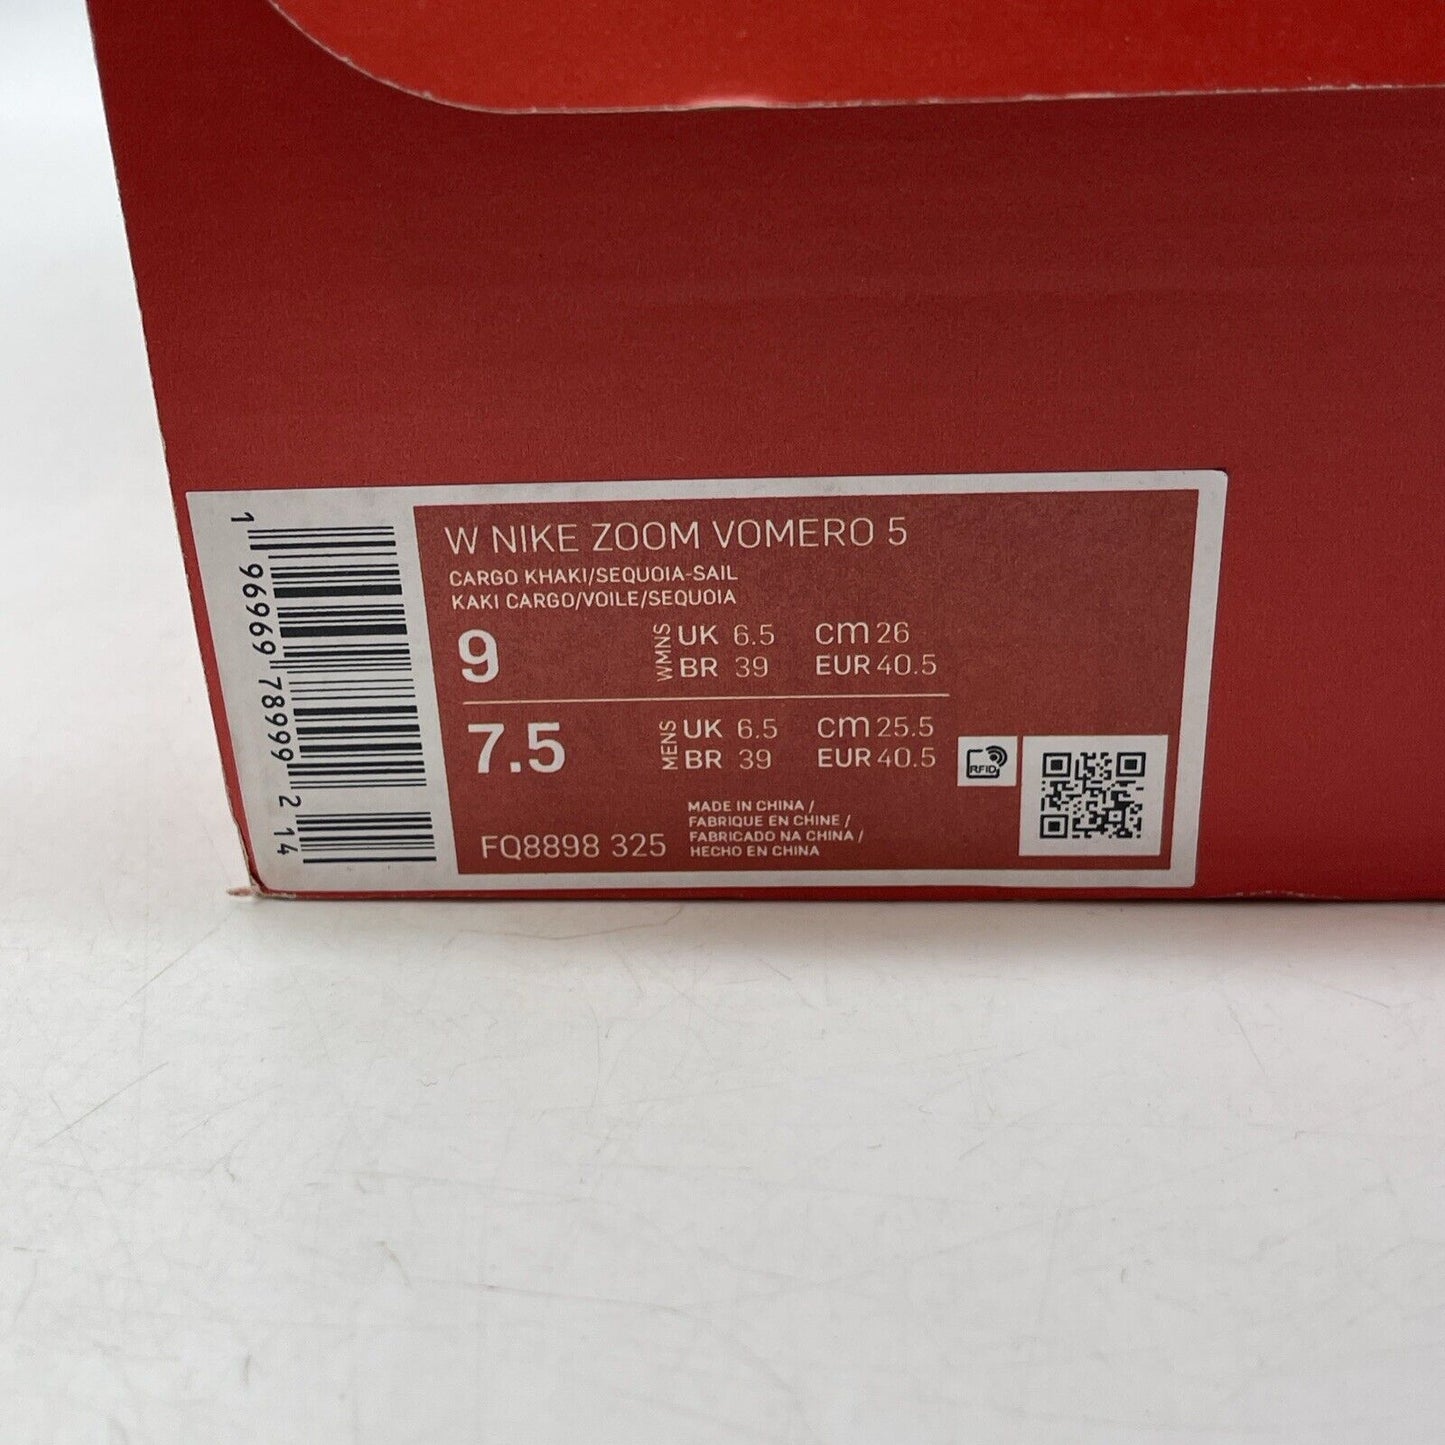 W NIKE ZOOM VOMERO 5
CARGO KHAKI/SEQUOIA-SAIL
KAKI CARGO/VOILE/SEQUOIA
9 WMNS UK 6.5 cm 26
BR 39 EUR 40.5
7.5 MENS UK 6.5 cm 25.5
BR 39 EUR 40.5
RFID
MADE IN CHINA /
FABRIQUE EN CHINE /
FABRICADO NA CHINA /
HECHO EN CHINA
FQ8898 325
1 96969 78999 2 14